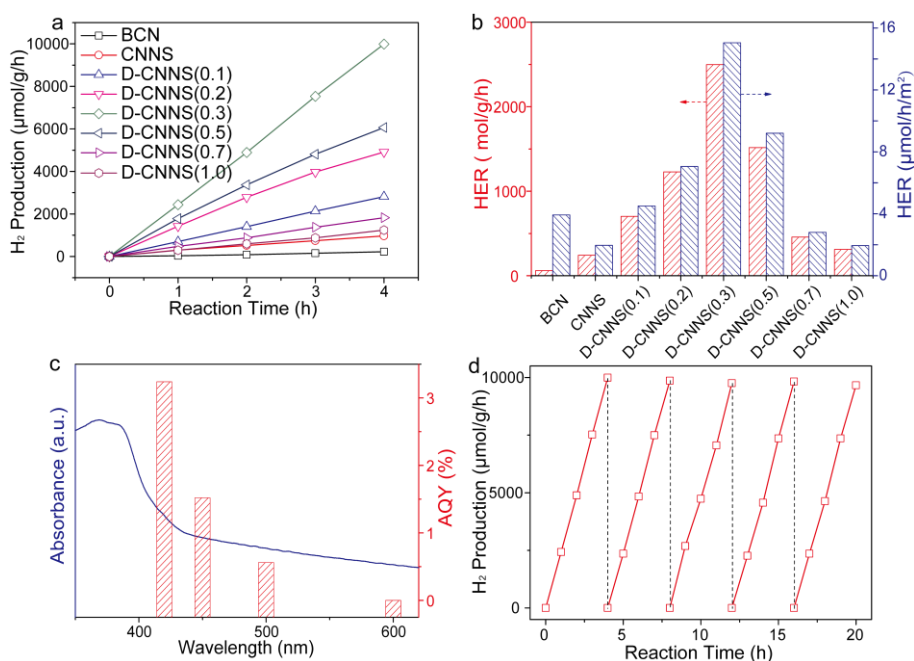 a
H₂ Production (μmol/g/h)
10000
8000
6000
4000
2000
0
BCN
CNNS
D-CNNS(0.1)
D-CNNS(0.2)
D-CNNS(0.3)
D-CNNS(0.5)
D-CNNS(0.7)
D-CNNS(1.0)
0 1 2 3 4
Reaction Time (h)
b
HER ( mol/g/h)
3000
2000
1000
0
16
12
8
4
0
HER (μmol/h/m²)
BCN
CNNS
D-CNNS(0.1)
D-CNNS(0.2)
D-CNNS(0.3)
D-CNNS(0.5)
D-CNNS(0.7)
D-CNNS(1.0)
c
Absorbance (a.u.)
3
2
1
0
AQY (%)
400 500 600
Wavelength (nm)
d
H₂ Production (μmol/g/h)
10000
5000
0
0 5 10 15 20
Reaction Time (h)